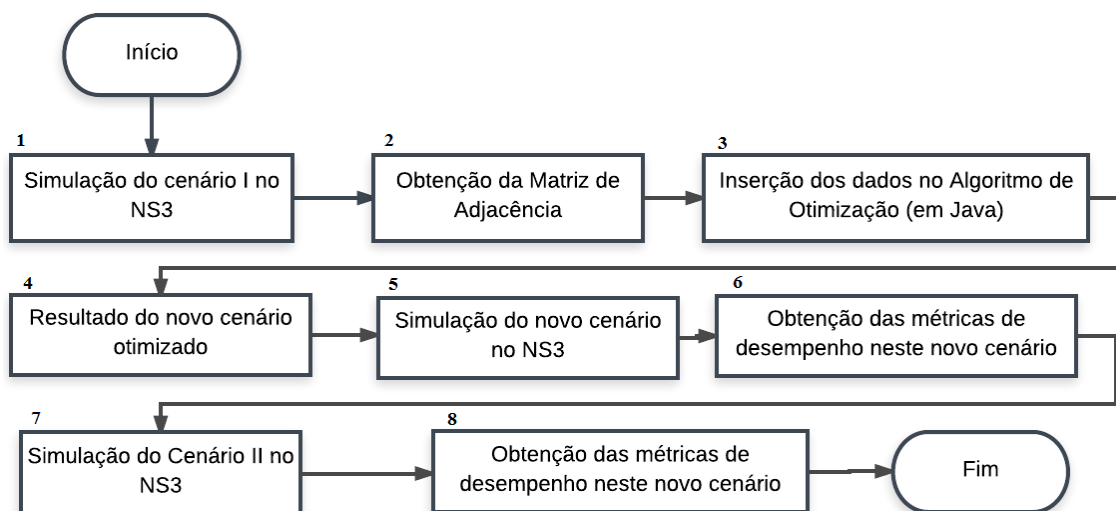 Início
1
Simulação do cenário I no
NS3
2
Obtenção da Matriz de
Adjacência
3
Inserção dos dados no Algoritmo de
Otimização (em Java)
4
Resultado do novo cenário
otimizado
5
Simulação do novo cenário
no NS3
6
Obtenção das métricas de
desempenho neste novo cenário
7
Simulação do Cenário II no
NS3
8
Obtenção das métricas de
desempenho neste novo cenário
Fim